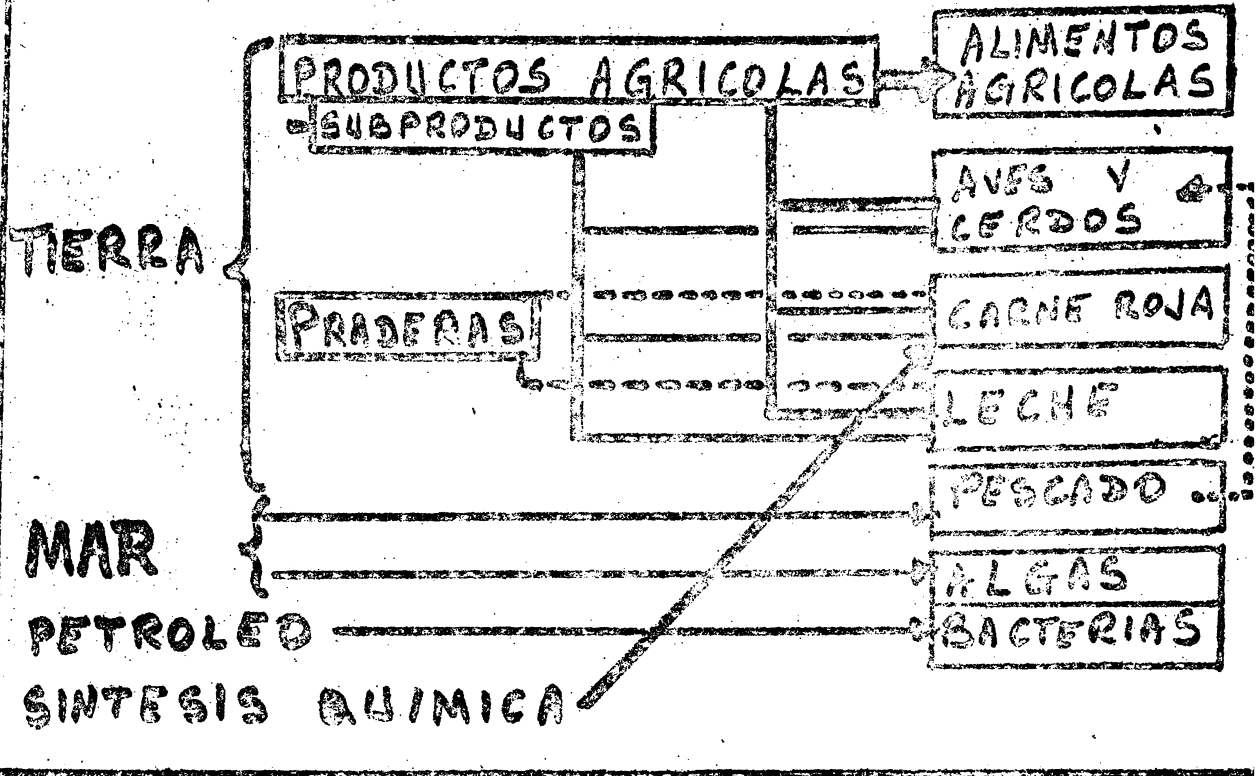 PRODUCTOS AGRICOLAS
SUBPRODUCTOS
ALIMENTOS
AGRICOLAS
AVES Y
CERDOS
TIERRA
PRADERAS
CARNE ROJA
LECHE
PESCADO
MAR
ALGAS
PETROLEO
BACTERIAS
SINTESIS QUIMICA